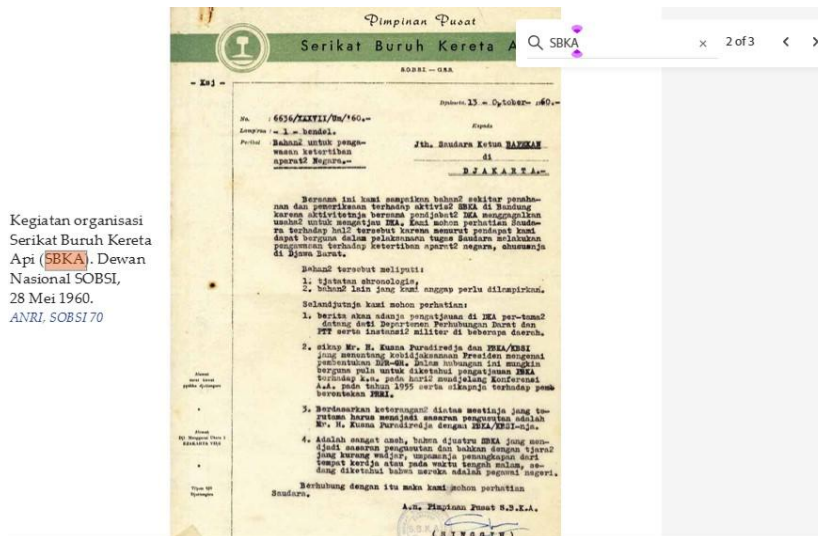 Pimpinan Pusat
Serikat Buruh Kereta A
S.O.B.S.I. — G.S.S.
SBKA
2 of 3
- Ksj -
Djakarta, 13 - Oktober - 1960.-
No. : 6636/XXXVII/Um/'60.-
Lampiran : - 1 - bendel.
Perihal Bahan2 untuk penga-
wasan ketertiban
aparat2 Negara.-
Kepada
Jth. Saudara Ketua BAPEKAN
di
DJAKARTA.-
Kegiatan organisasi
Serikat Buruh Kereta
Api (SBKA). Dewan
Nasional SOBSI,
28 Mei 1960.
ANRI, SOBSI 70
Bersama ini kami sampaikan bahan2 sekitar penaha-
nan dan pemeriksaan terhadap aktivis2 SBKA di Bandung
karena aktivitetnja bersama pendjabat2 DKA menggagalkan
usaha2 untuk mengatjau DKA. Kami mohon perhatian Sauda-
ra terhadap hal2 tersebut karena menurut pendapat kami
dapat berguna dalam pelaksanaan tugas Saudara melakukan
pengawasan terhadap ketertiban aparat2 negara, chususnja
di Djawa Barat.
Bahan2 tersebut meliputi:
1. tjatatan chronologis,
2. bahan2 lain jang kami anggap perlu dilampirkan.
Selandjutnja kami mohon perhatian:
1. berita akan adanja pengatjauan di DKA per-tama2
datang dati Departemen Perhubungan Darat dan
PTT serta instansi2 militer di beberapa daerah.
2. sikap Mr. H. Kusna Puradiredja dan PBKA/KBSI
jang menentang kebidjaksanaan Presiden mengenai
pembentukan DPR-GR. Dalam hubungan ini mungkin
berguna pula untuk diketahui pengatjauan PBKA
terhadap k.a. pada hari2 mendjelang Konferensi
A.A. pada tahun 1955 serta sikapnja terhadap pemb
berontakan PRRI.
3. Berdasarkan keterangan2 diatas mestinja jang te-
rutama harus mendjadi sasaran pengusutan adalah
Mr. H. Kusna Puradiredja dengan PBKA/KBSI-nja.
4. Adalah sangat aneh, bahwa djustru SBKA jang men-
djadi sasaran pengusutan dan bahkan dengan tjara2
jang kurang wadjar, umpamanja penangkapan dari
tempat kerdja atau pada waktu tengah malam, se-
dang diketahui bahwa mereka adalah pegawai negeri.
Berhubung dengan itu maka kami mohon perhatian
Saudara.
A.n. Pimpinan Pusat S.B.K.A.